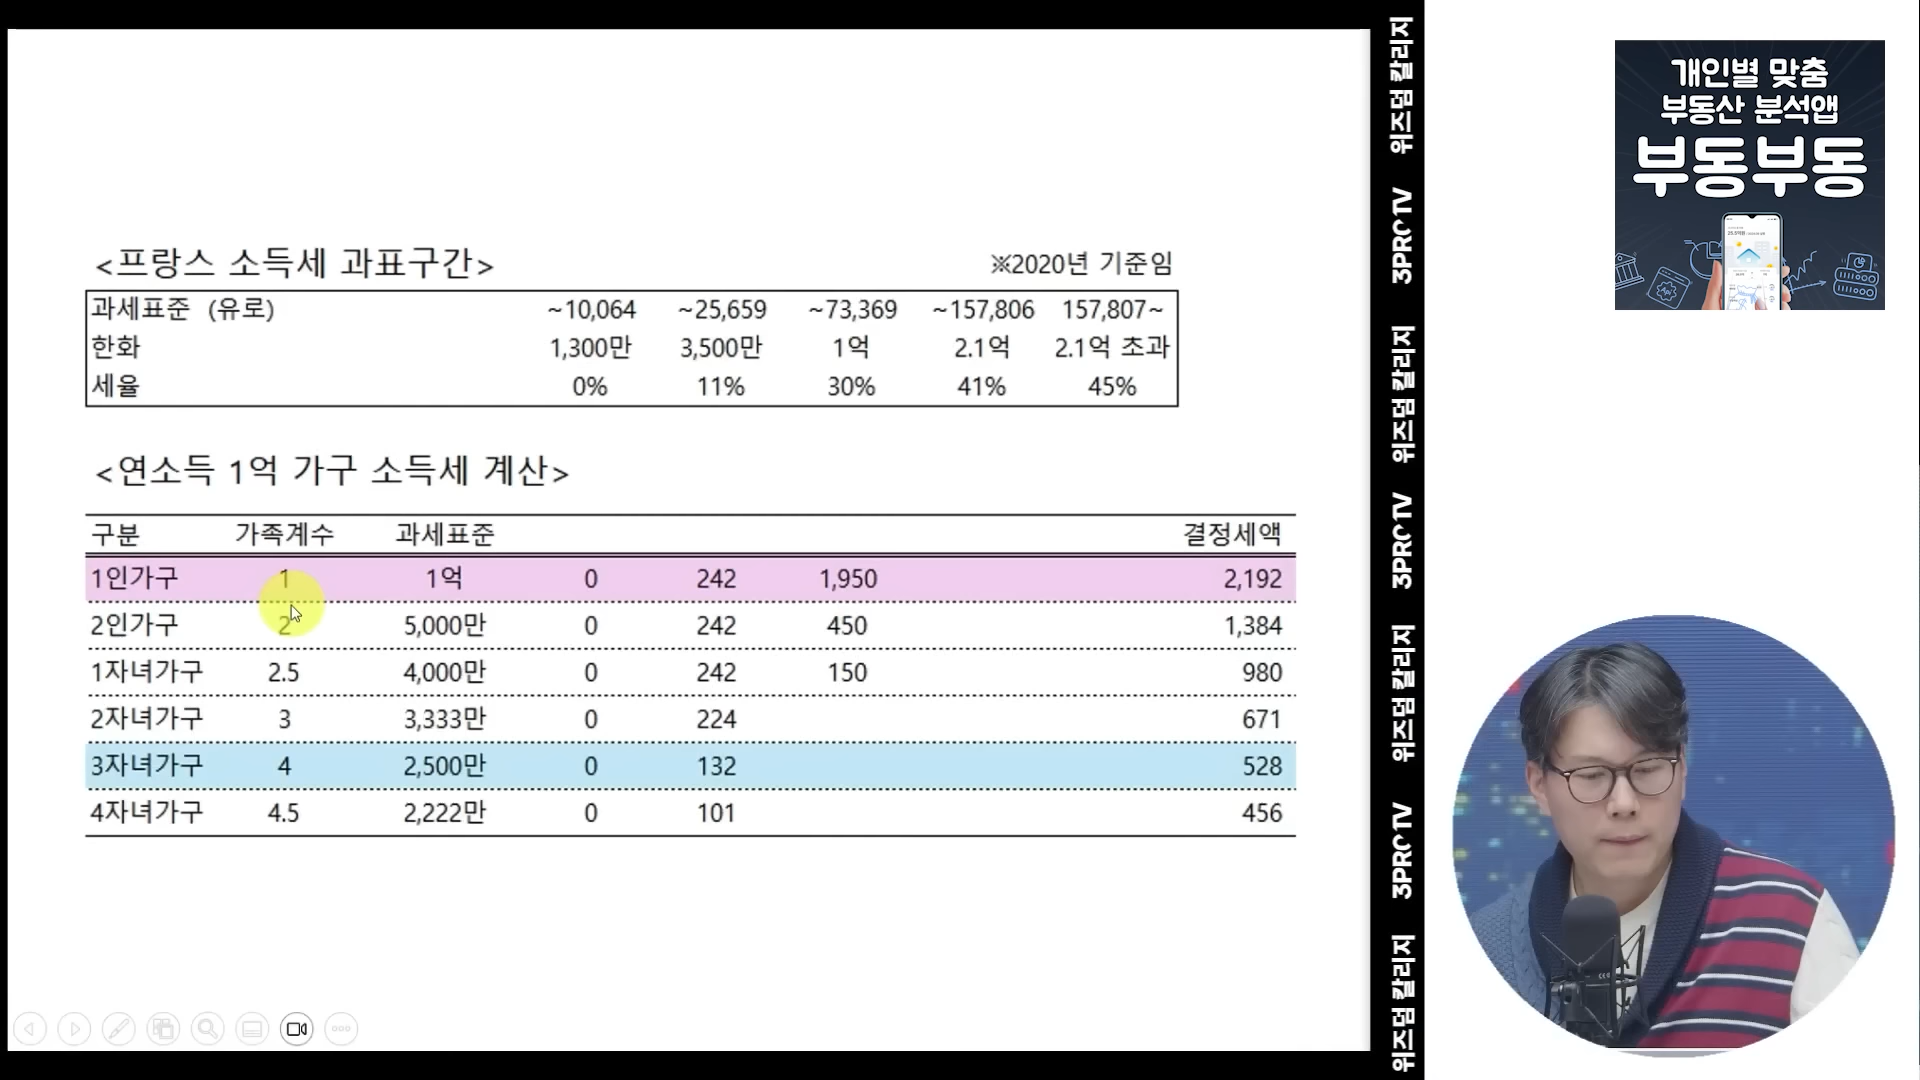 <프랑스 소득세 과표구간>
※2020년 기준임
과세표준 (유로) ~10,064 ~25,659 ~73,369 ~157,806 157,807~
한화 1,300만 3,500만 1억 2.1억 2.1억 초과
세율 0% 11% 30% 41% 45%
<연소득 1억 가구 소득세 계산>
구분 가족계수 과세표준 결정세액
1인가구 1 1억 0 242 1,950 2,192
2인가구 2 5,000만 0 242 450 1,384
1자녀가구 2.5 4,000만 0 242 150 980
2자녀가구 3 3,333만 0 224 671
3자녀가구 4 2,500만 0 132 528
4자녀가구 4.5 2,222만 0 101 456
위즈덤 칼리지
3PROTV
위즈덤 칼리지
3PROTV
위즈덤 칼리지
3PROTV
위즈덤 칼리지
개인별 맞춤
부동산 분석앱
부동부동